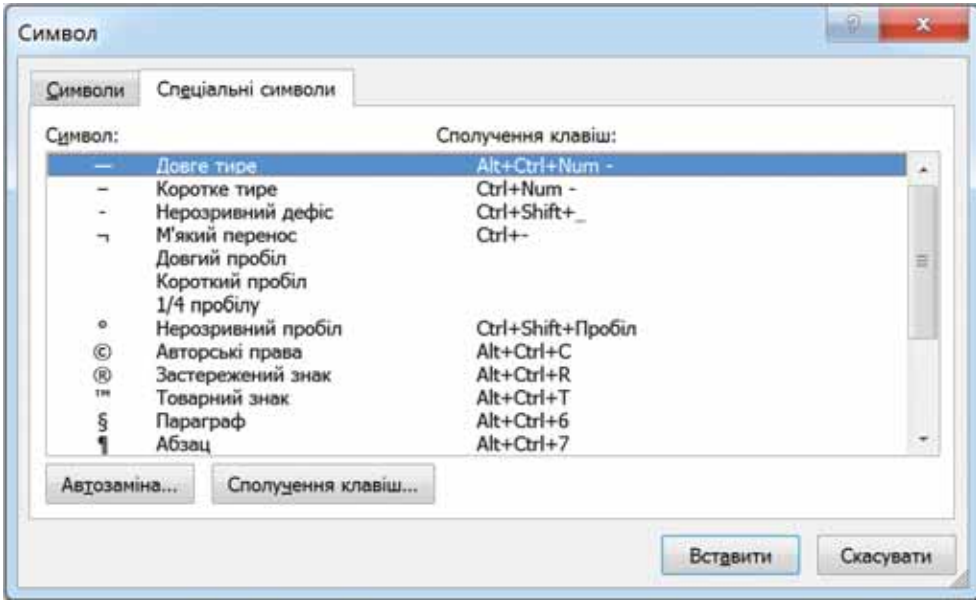 Символ
Символи Спеціальні символи
Символ: Сполучення клавіш:
— Довге тире Alt+Ctrl+Num -
– Коротке тире Ctrl+Num -
- Нерозривний дефіс Ctrl+Shift+_
¬ М'який перенос Ctrl+-
Довгий пробіл
Короткий пробіл
1/4 пробілу
° Нерозривний пробіл Ctrl+Shift+Пробіл
© Авторські права Alt+Ctrl+C
® Застережений знак Alt+Ctrl+R
™ Товарний знак Alt+Ctrl+T
§ Параграф Alt+Ctrl+6
¶ Абзац Alt+Ctrl+7
Автозаміна... Сполучення клавіш...
Вставити Скасувати